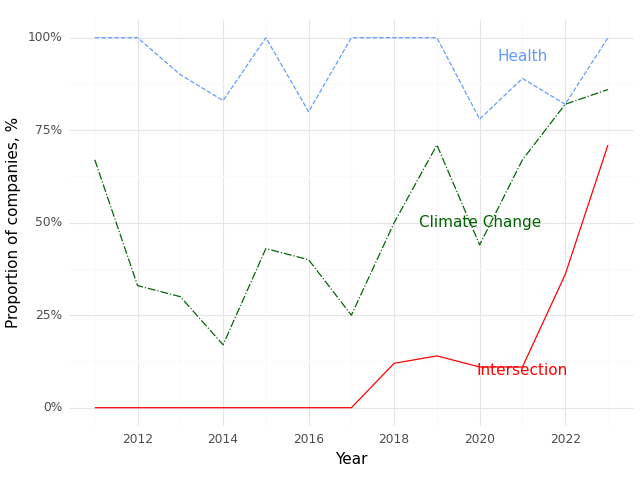 100%
75%
50%
25%
0%
Proportion of companies, %
Health
Climate Change
Intersection
2012 2014 2016 2018 2020 2022
Year